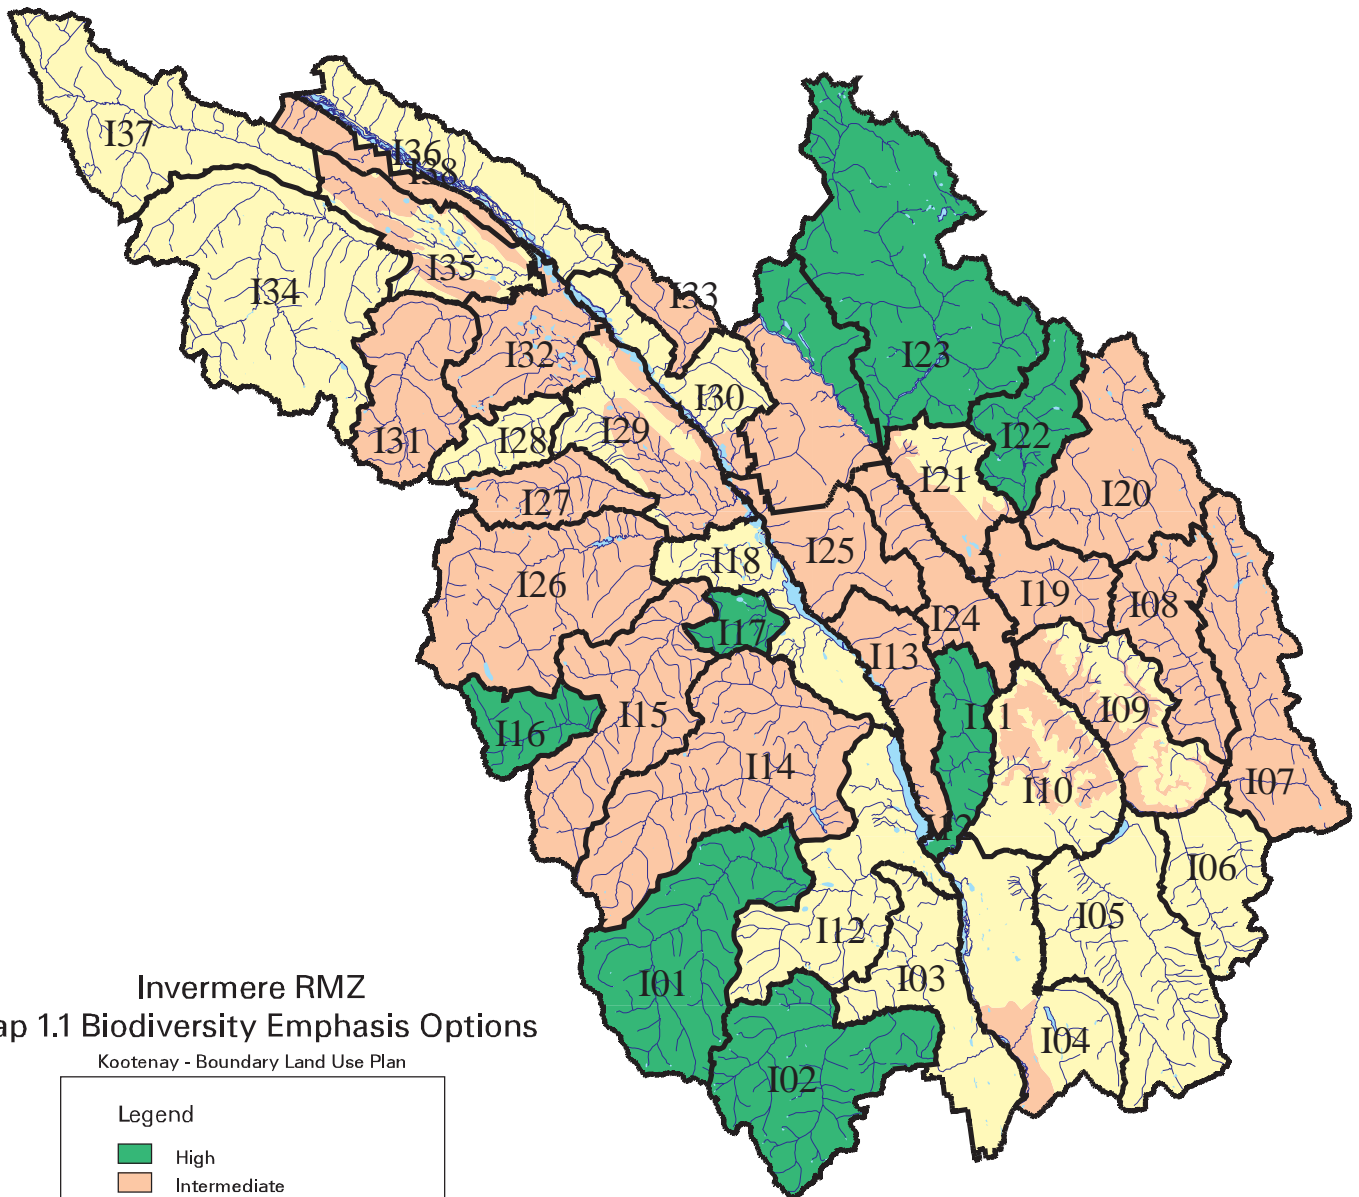 I37
I36
I38
I35
I34
I33
I32
I23
I30
I31
I28
I29
I22
I21
I20
I27
I25
I18
I26
I19
I08
I24
I17
I13
I15
I16
I11
I09
I14
I10
I07
I06
I05
I12
I03
I01
I04
I02
Invermere RMZ
ap 1.1 Biodiversity Emphasis Options
Kootenay - Boundary Land Use Plan
Legend
High
Intermediate